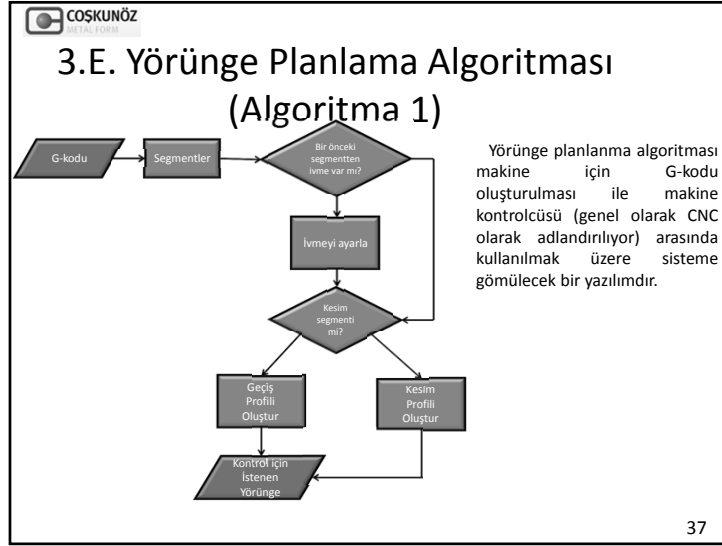 COŞKUNÖZ
METAL FORM
3.E. Yörünge Planlama Algoritması
(Algoritma 1)
G-kodu
Segmentler
Bir önceki
segmentten
ivme var mı?
İvmeyi ayarla
Kesim
segmenti
mi?
Geçiş
Profili
Oluştur
Kesim
Profili
Oluştur
Kontrol için
İstenen
Yörünge
Yörünge planlanma algoritması
makine için G-kodu
oluşturulması ile makine
kontrolcüsü (genel olarak CNC
olarak adlandırılıyor) arasında
kullanılmak üzere sisteme
gömülecek bir yazılımdır.
37